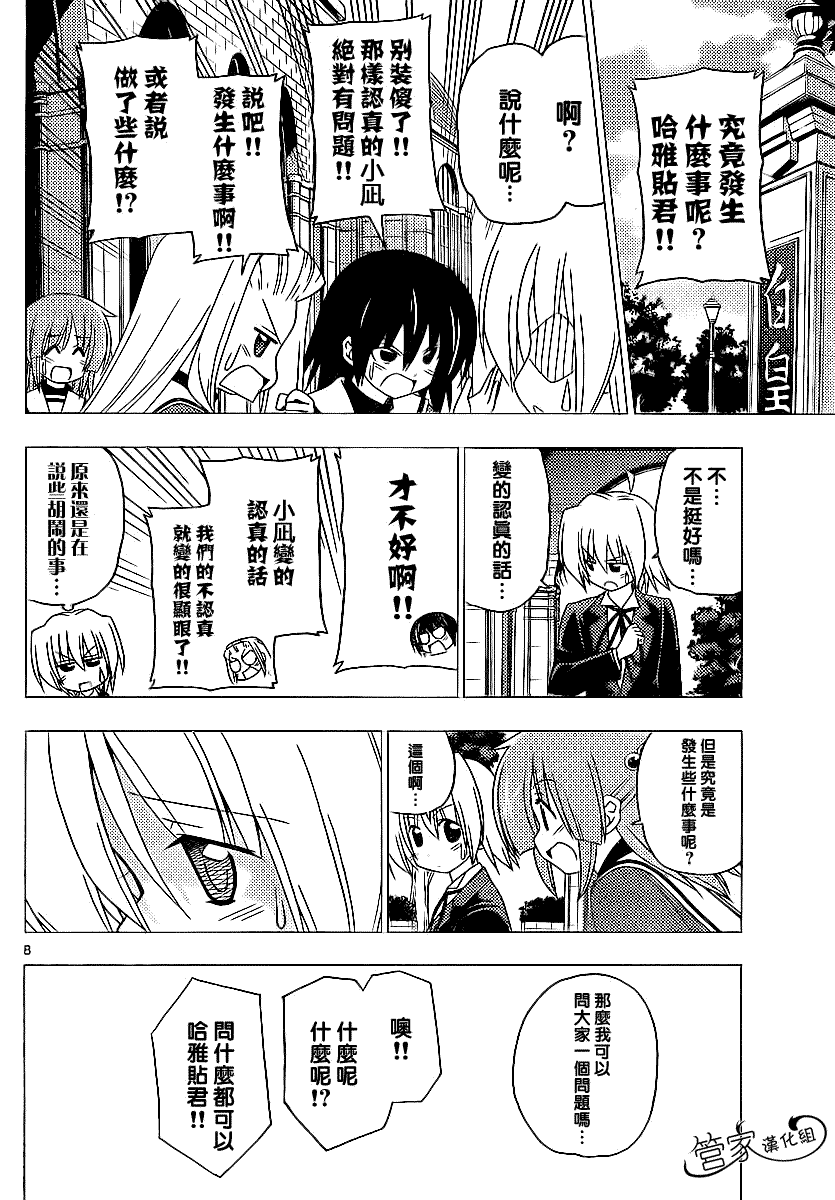 究竟發生
什麼事呢?
哈雅貼君!!
白皇
啊?
說什麼呢…
別裝傻了!!
那樣認真的小凪
絕對有問題!!
說吧!!
發生什麼事啊!!
或者説
做了些什麼!?
不…
不是挺好嗎…
變的認真的話…
才不好啊!!
小凪變的
認真的話
我們的不認真
就變的很顯眼了!!
原來還是在
說些胡鬧的事…
但是究竟是
發生些什麼事呢?
這個啊…
8
那麼我可以
問大家一個問題嗎…
噢!!
什麼呢
什麼呢!?
問什麼都可以
哈雅貼君!!
管家漢化組